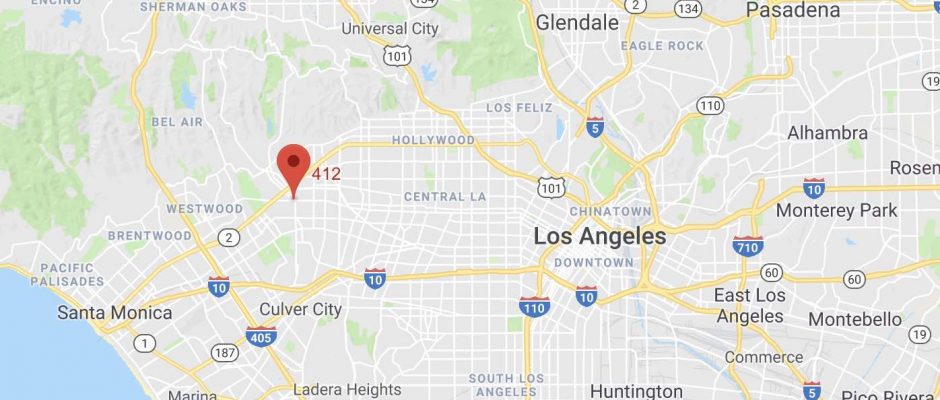 ENCINO
SHERMAN OAKS
Universal City
101
Glendale
2
134
134
Pasadena
EAGLE ROCK
19
110
LOS FELIZ
5
BEL AIR
HOLLYWOOD
Alhambra
412
101
Rosem
10
WESTWOOD
CENTRAL LA
CHINATOWN
Monterey Park
BRENTWOOD
2
Los Angeles
710
DOWNTOWN
PACIFIC
PALISADES
10
10
60
60
10
Santa Monica
Culver City
110
East Los
Angeles
Montebello
1
405
187
Commerce
SOUTH LOS
ANGELES
Marina
Ladera Heights
Huntington
5
Pico Rivera